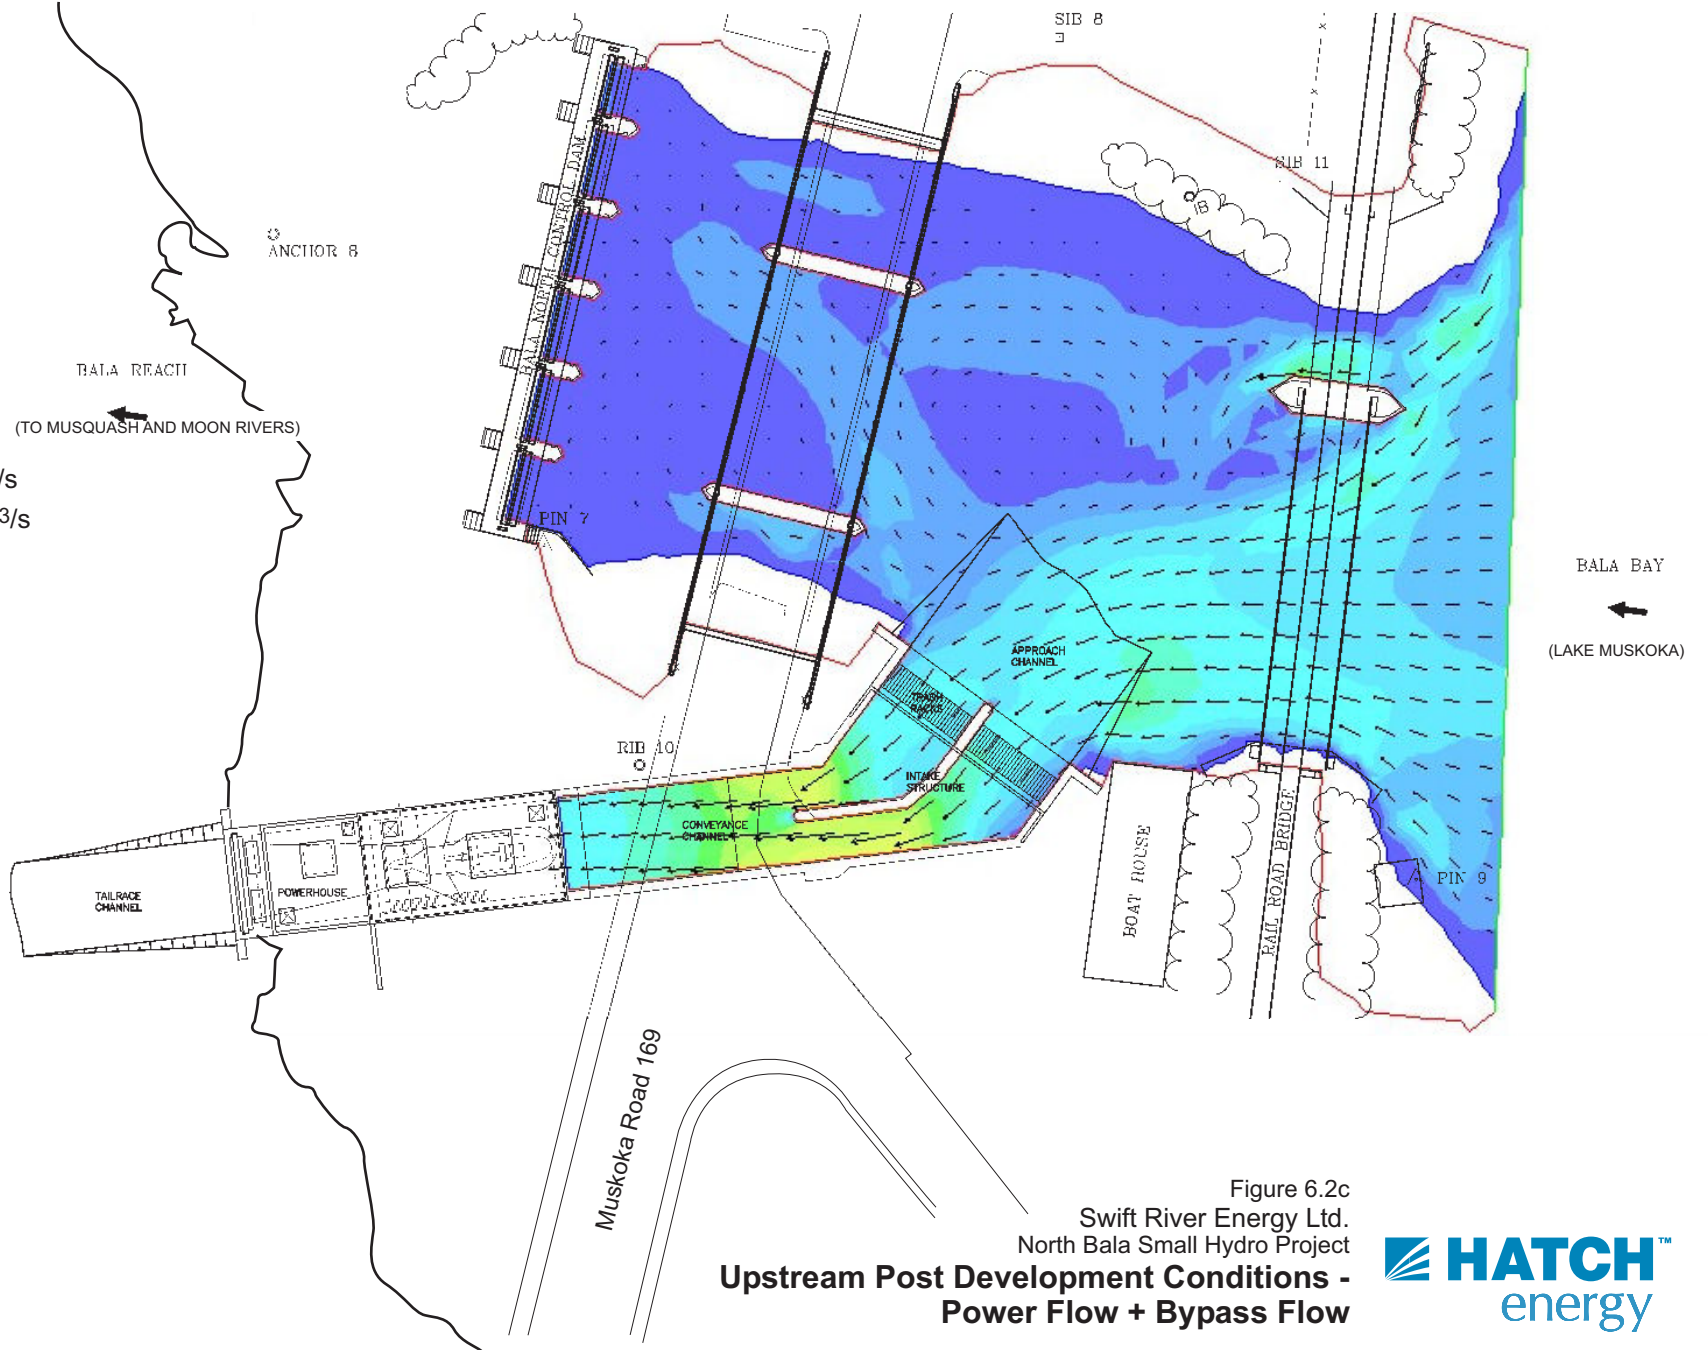 SIB 8
SIB 11
IB
ANCHOR 8
BALA NORTH CONTROL DAM
BALA REACH
(TO MUSQUASH AND MOON RIVERS)
/s
3/s
PIN 7
BALA BAY
(LAKE MUSKOKA)
APPROACH
CHANNEL
TRASH
RACKS
RIB 10
INTAKE
STRUCTURE
CONVEYANCE
CHANNEL
POWERHOUSE
TAILRACE
CHANNEL
BOAT HOUSE
RAIL ROAD BRIDGE
PIN 9
Muskoka Road 169
Figure 6.2c
Swift River Energy Ltd.
North Bala Small Hydro Project
Upstream Post Development Conditions -
Power Flow + Bypass Flow
HATCH™
energy